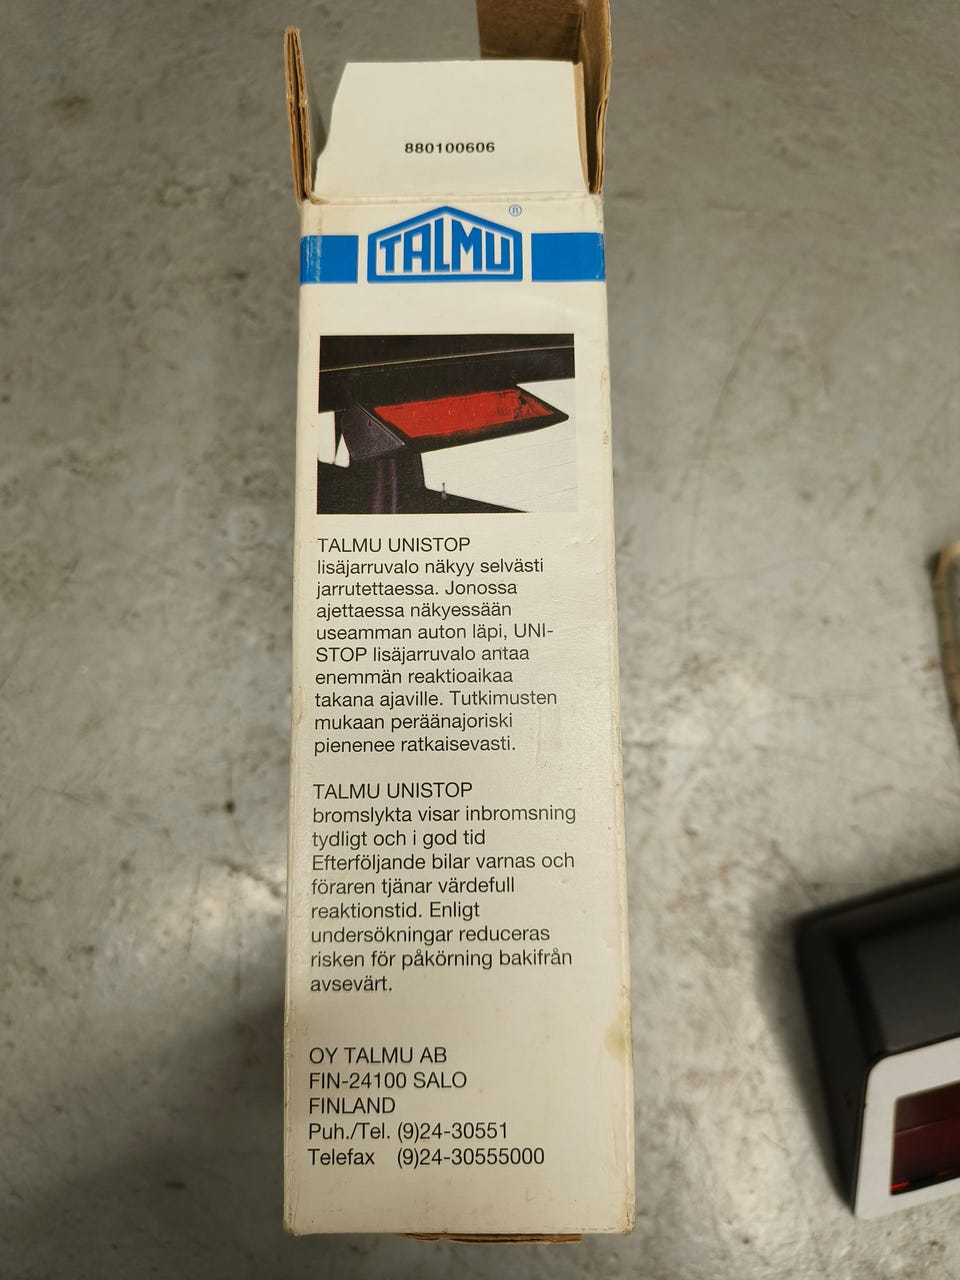 880100606
TALMU ®
TALMU UNISTOP
lisäjarruvalo näkyy selvästi
jarrutettaessa. Jonossa
ajettaessa näkyessään
useamman auton läpi, UNI-
STOP lisäjarruvalo antaa
enemmän reaktioaikaa
takana ajaville. Tutkimusten
mukaan peräänajoriski
pienenee ratkaisevasti.
TALMU UNISTOP
bromslykta visar inbromsning
tydligt och i god tid
Efterföljande bilar varnas och
föraren tjänar värdefull
reaktionstid. Enligt
undersökningar reduceras
risken för påkörning bakifrån
avsevärt.
OY TALMU AB
FIN-24100 SALO
FINLAND
Puh./Tel. (9)24-30551
Telefax (9)24-30555000